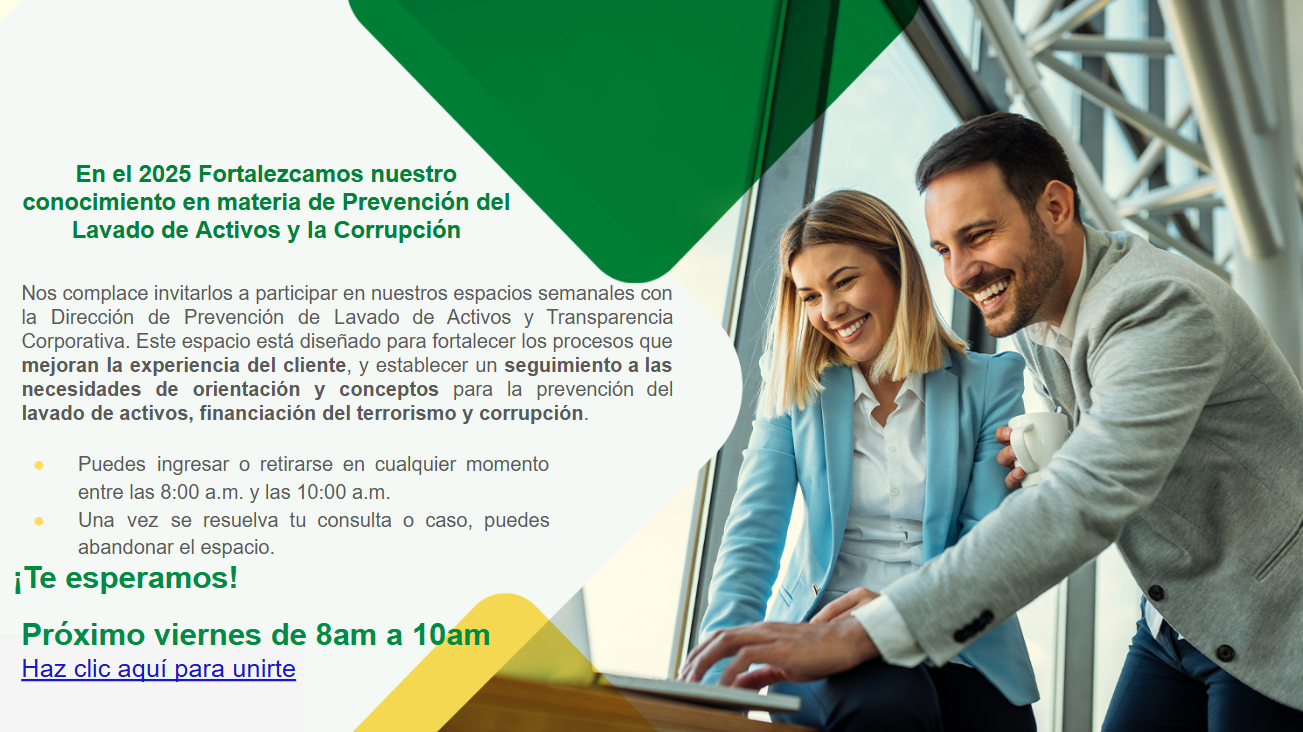 En el 2025 Fortalezcamos nuestro
conocimiento en materia de Prevención del
Lavado de Activos y la Corrupción
Nos complace invitarlos a participar en nuestros espacios semanales con
la Dirección de Prevención de Lavado de Activos y Transparencia
Corporativa. Este espacio está diseñado para fortalecer los procesos que
mejoran la experiencia del cliente, y establecer un seguimiento a las
necesidades de orientación y conceptos para la prevención del
lavado de activos, financiación del terrorismo y corrupción.
● Puedes ingresar o retirarse en cualquier momento
entre las 8:00 a.m. y las 10:00 a.m.
● Una vez se resuelva tu consulta o caso, puedes
abandonar el espacio.
¡Te esperamos!
Próximo viernes de 8am a 10am
Haz clic aquí para unirte